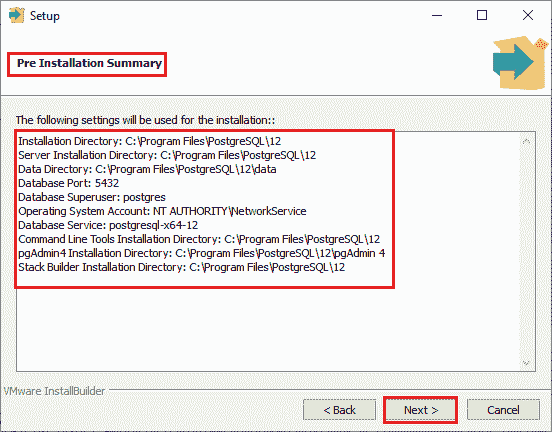 Setup
Pre Installation Summary
The following settings will be used for the installation::
Installation Directory: C:\Program Files\PostgreSQL\12
Server Installation Directory: C:\Program Files\PostgreSQL\12
Data Directory: C:\Program Files\PostgreSQL\12\data
Database Port: 5432
Database Superuser: postgres
Operating System Account: NT AUTHORITY\NetworkService
Database Service: postgresql-x64-12
Command Line Tools Installation Directory: C:\Program Files\PostgreSQL\12
pgAdmin4 Installation Directory: C:\Program Files\PostgreSQL\12\pgAdmin 4
Stack Builder Installation Directory: C:\Program Files\PostgreSQL\12
VMware InstallBuilder
< Back Next > Cancel